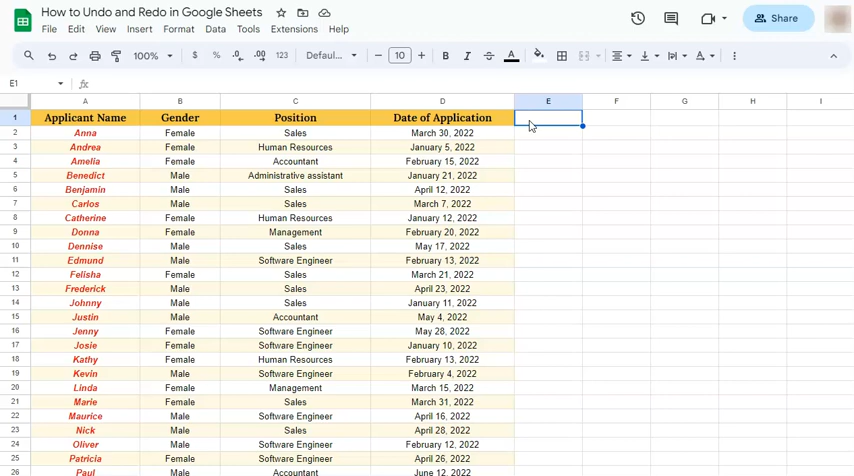 How to Undo and Redo in Google Sheets
File Edit View Insert Format Data Tools Extensions Help
Share
100% $ % .0 .00 123 Defaul... 10 B I S A
E1 fx
A B C D E F G H I
1 Applicant Name Gender Position Date of Application
2 Anna Female Sales March 30, 2022
3 Andrea Female Human Resources January 5, 2022
4 Amelia Female Accountant February 15, 2022
5 Benedict Male Administrative assistant January 21, 2022
6 Benjamin Male Sales April 12, 2022
7 Carlos Male Sales March 7, 2022
8 Catherine Female Human Resources January 12, 2022
9 Donna Female Management February 20, 2022
10 Dennise Male Sales May 17, 2022
11 Edmund Male Software Engineer February 13, 2022
12 Felisha Female Sales March 21, 2022
13 Frederick Male Sales April 23, 2022
14 Johnny Male Sales January 11, 2022
15 Justin Male Accountant May 4, 2022
16 Jenny Female Software Engineer May 28, 2022
17 Josie Female Software Engineer January 10, 2022
18 Kathy Female Human Resources February 13, 2022
19 Kevin Male Software Engineer February 4, 2022
20 Linda Female Management March 15, 2022
21 Marie Female Sales March 31, 2022
22 Maurice Male Software Engineer April 16, 2022
23 Nick Male Sales April 28, 2022
24 Oliver Male Software Engineer February 12, 2022
25 Patricia Female Software Engineer April 26, 2022
26 Paul Male Accountant June 12, 2022